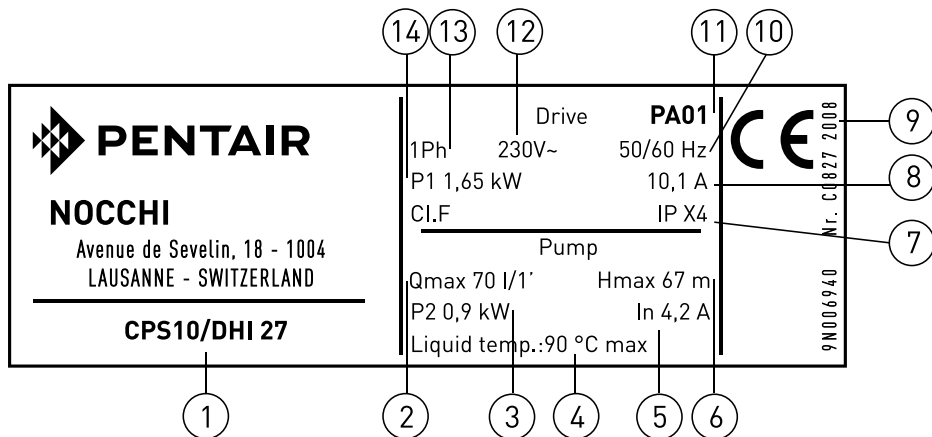 14 13 12 11 10
PENTAIR
NOCCHI
Avenue de Sevelin, 18 - 1004
LAUSANNE - SWITZERLAND
CPS10/DHI 27
Drive PA01
1Ph 230V~ 50/60 Hz
P1 1,65 kW 10,1 A
Cl.F IP X4
Pump
Qmax 70 l/1' Hmax 67 m
P2 0,9 kW In 4,2 A
Liquid temp.:90 °C max
CE
9N006940 Nr. C0827 2008
9
8
7
1 2 3 4 5 6